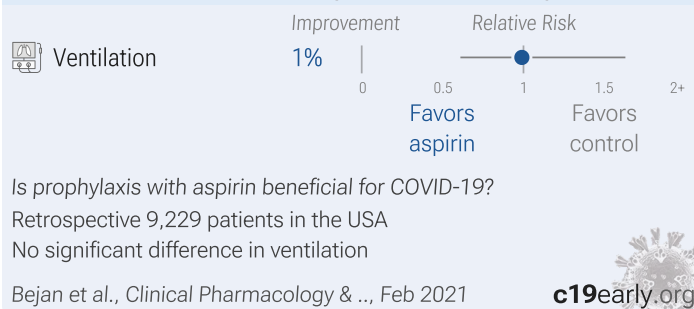 Improvement Relative Risk
Ventilation 1%
0 0.5 1 1.5 2+
Favors Favors
aspirin control
Is prophylaxis with aspirin beneficial for COVID-19?
Retrospective 9,229 patients in the USA
No significant difference in ventilation
Bejan et al., Clinical Pharmacology & .., Feb 2021 c19early.org